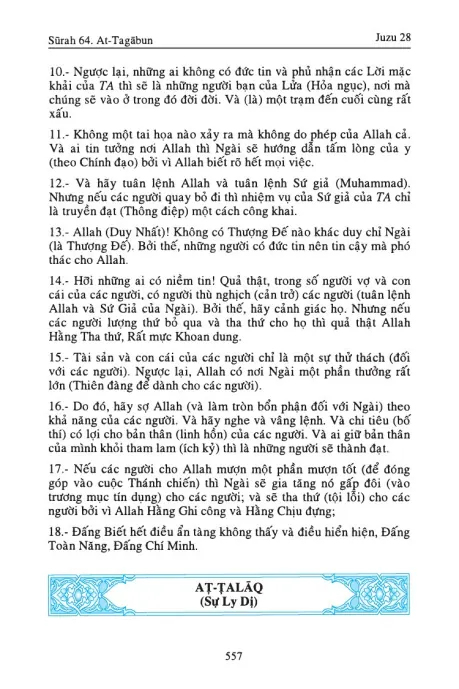 Sūrah 64. At-Tagābun
Juzu 28
10.- Ngược lại, những ai không có đức tin và phủ nhận các Lời mặc
khải của TA thì sẽ là những người bạn của Lửa (Hỏa ngục), nơi mà
chúng sẽ vào ở trong đó đời đời. Và (là) một trạm đến cuối cùng rất
xấu.
11.- Không một tai họa nào xảy ra mà không do phép của Allah cả.
Và ai tin tưởng nơi Allah thì Ngài sẽ hướng dẫn tấm lòng của y
(theo Chính đạo) bởi vì Allah biết rõ hết mọi việc.
12.- Và hãy tuân lệnh Allah và tuân lệnh Sứ giả (Muhammad).
Nhưng nếu các người quay bỏ đi thì nhiệm vụ của Sứ giả của TA chỉ
là truyền đạt (Thông điệp) một cách công khai.
13.- Allah (Duy Nhất)! Không có Thượng Đế nào khác duy chỉ Ngài
(là Thượng Đế). Bởi thế, những người có đức tin nên tin cậy mà phó
thác cho Allah.
14.- Hỡi những ai có niềm tin! Quả thật, trong số người vợ và con
cái của các người, có người thù nghịch (cản trở) các người (tuân lệnh
Allah và Sứ Giả của Ngài). Bởi thế, hãy cảnh giác họ. Nhưng nếu
các người lượng thứ bỏ qua và tha thứ cho họ thì quả thật Allah
Hằng Tha thứ, Rất mực Khoan dung.
15.- Tài sản và con cái của các người chỉ là một sự thử thách (đối
với các người). Ngược lại, Allah có nơi Ngài một phần thưởng rất
lớn (Thiên đàng để dành cho các người).
16.- Do đó, hãy sợ Allah (và làm tròn bổn phận đối với Ngài) theo
khả năng của các người. Và hãy nghe và vâng lệnh. Và chi tiêu (bố
thí) có lợi cho bản thân (linh hồn) của các người. Và ai giữ bản thân
của mình khỏi tham lam (ích kỷ) thì là những người sẽ thành đạt.
17.- Nếu các người cho Allah mượn một phần mượn tốt (để đóng
góp vào cuộc Thánh chiến) thì Ngài sẽ gia tăng nó gấp đôi (vào
trương mục tín dụng) cho các người; và sẽ tha thứ (tội lỗi) cho các
người bởi vì Allah Hằng Ghi công và Hằng Chịu đựng;
18.- Đấng Biết hết điều ẩn tàng không thấy và điều hiển hiện, Đấng
Toàn Năng, Đấng Chí Minh.
AṬ-ṬALĀQ
(Sự Ly Dị)
557